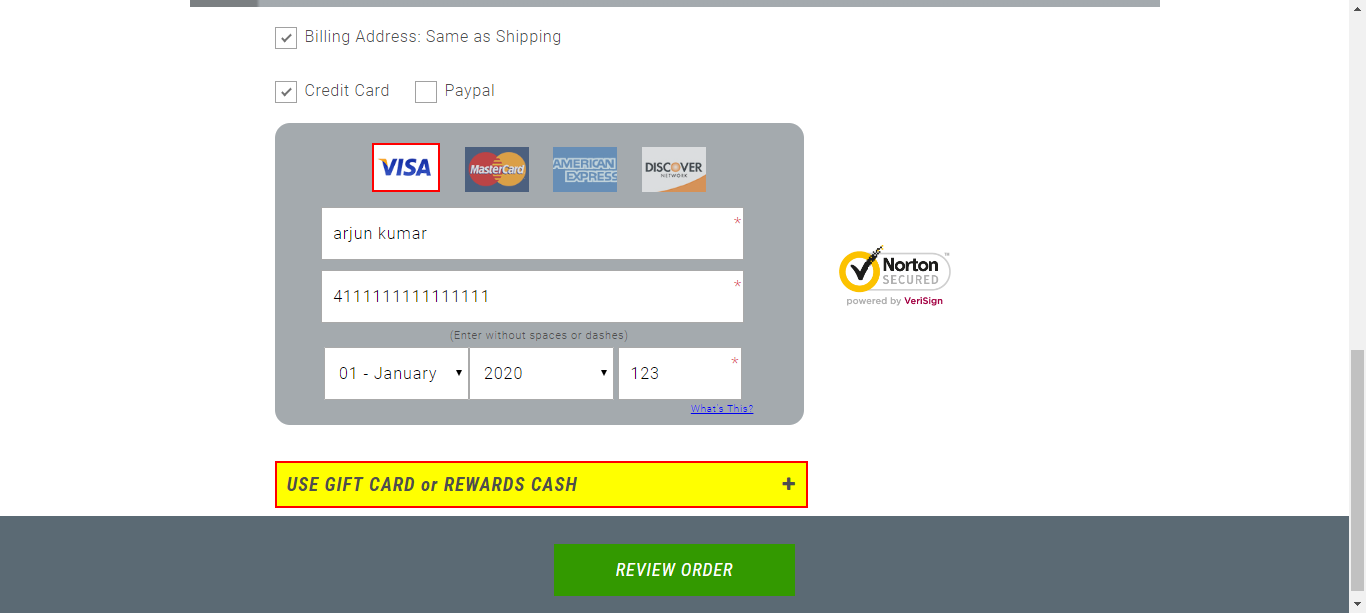 Billing Address: Same as Shipping
Credit Card Paypal
VISA MasterCard AMERICAN EXPRESS DISCOVER NETWORK
arjun kumar *
4111111111111111 *
(Enter without spaces or dashes)
01 - January 2020 123 *
What's This?
Norton
SECURED
powered by VeriSign
USE GIFT CARD or REWARDS CASH +
REVIEW ORDER